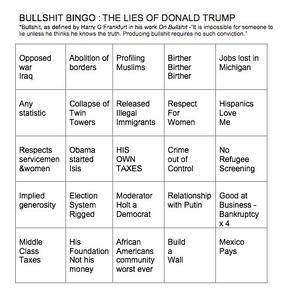 BULLSHIT BINGO : THE LIES OF DONALD TRUMP
"Bullshit, as defined by Harry G Frankfurt in his work On Bullshit -"It is impossible for someone to
lie unless he thinks he knows the truth. Producing bullshit requires no such conviction."
Opposed
war
Iraq
Abolition of
borders
Profiling
Muslims
Birther
Birther
Birther
Jobs lost in
Michigan
Any
statistic
Collapse of
Twin
Towers
Released
Illegal
Immigrants
Respect
For
Women
Hispanics
Love
Me
Respects
servicemen
&women
Obama
started
Isis
HIS
OWN
TAXES
Crime
out of
Control
No
Refugee
Screening
Implied
generosity
Election
System
Rigged
Moderator
Holt a
Democrat
Relationship
with Putin
Good at
Business -
Bankruptcy
x 4
Middle
Class
Taxes
His
Foundation
Not his
money
African
Americans
community
worst ever
Build
a
Wall
Mexico
Pays